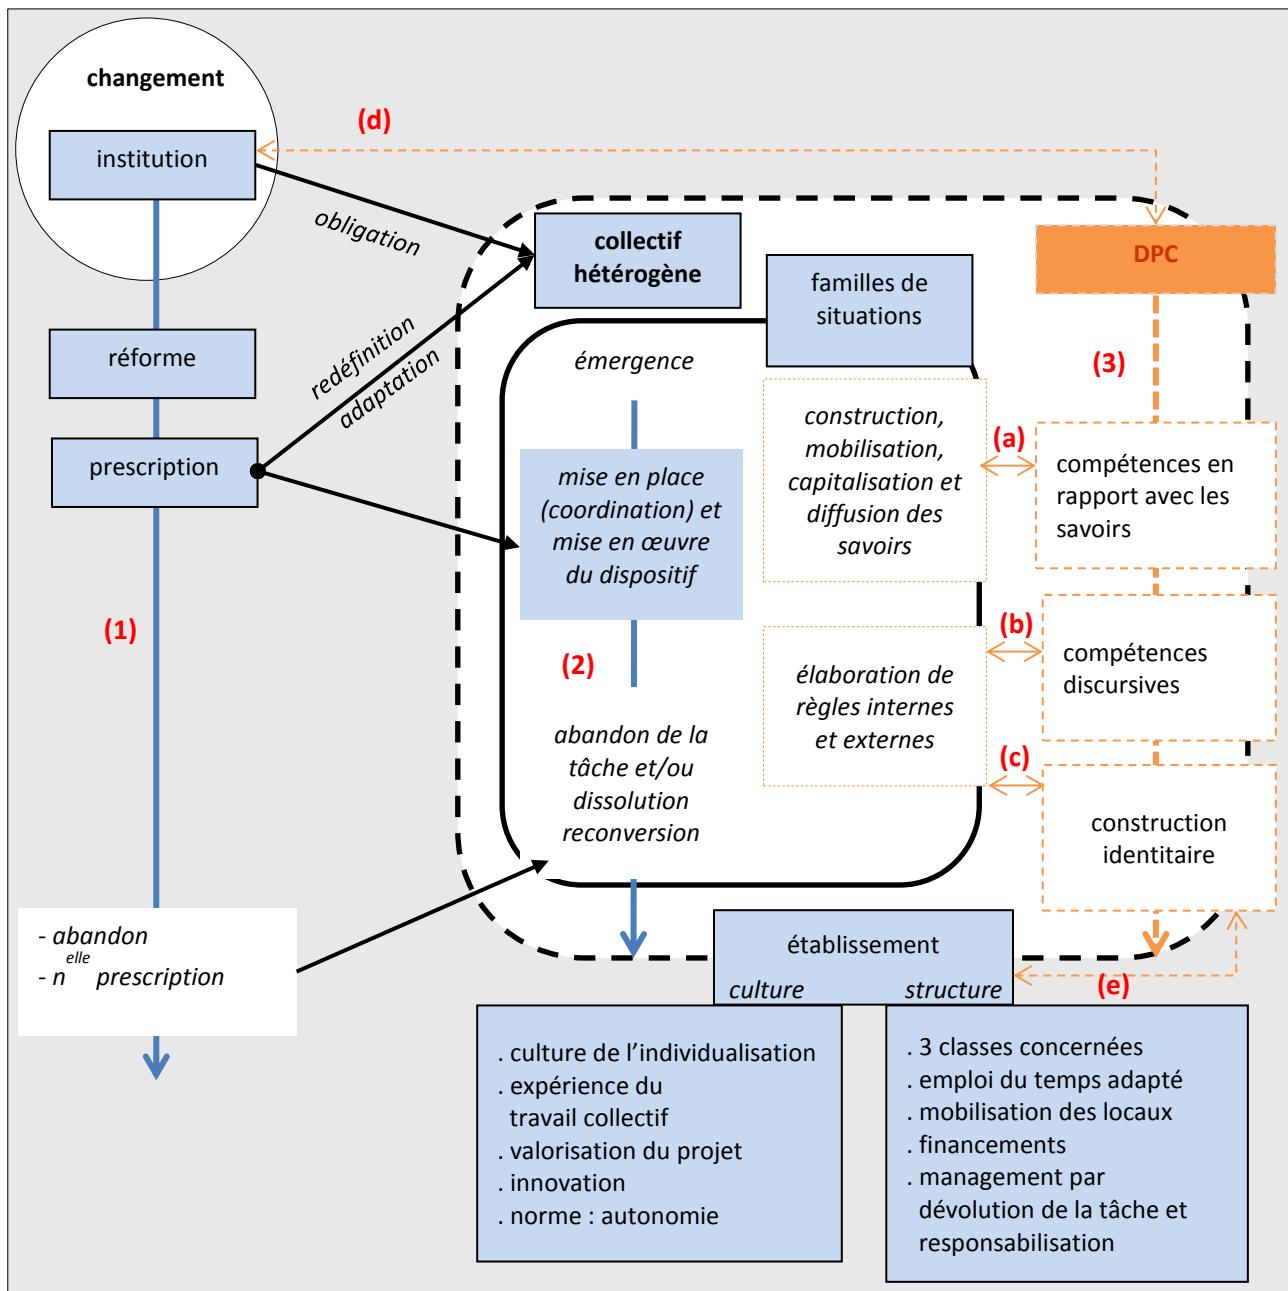 changement
institution
(d)
obligation
collectif
hétérogène
DPC
familles de
situations
réforme
redéfinition
adaptation
émergence
(3)
prescription
construction,
mobilisation,
capitalisation et
diffusion des
savoirs
(a)
compétences en
rapport avec les
savoirs
mise en place
(coordination) et
mise en œuvre
du dispositif
(1)
(2)
(b)
élaboration de
règles internes
et externes
compétences
discursives
(c)
abandon de la
tâche et/ou
dissolution
reconversion
construction
identitaire
- abandon
- nelle prescription
établissement
culture structure
(e)
. culture de l’individualisation
. expérience du
travail collectif
. valorisation du projet
. innovation
. norme : autonomie
. 3 classes concernées
. emploi du temps adapté
. mobilisation des locaux
. financements
. management par
dévolution de la tâche et
responsabilisation